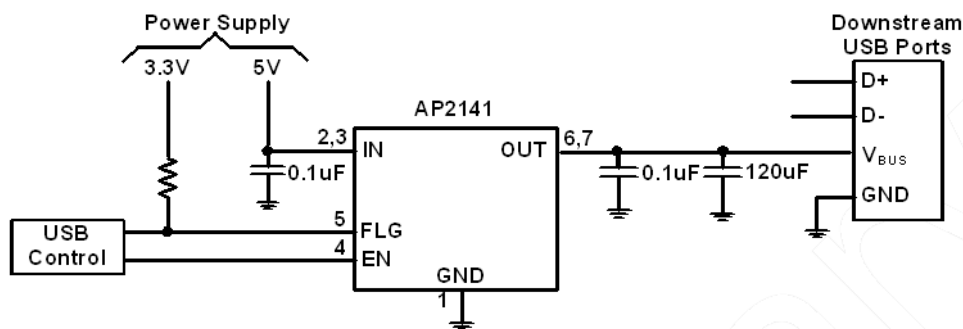 Power Supply
3.3V
5V
Downstream
USB Ports
D+
D-
AP2141
2,3
IN
OUT
6,7
0.1uF
0.1uF
120uF
VBUS
GND
USB
Control
5
FLG
4
EN
GND
1